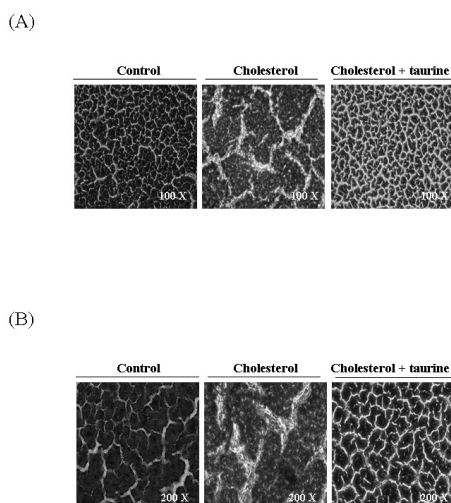 (A)
Control Cholesterol Cholesterol + taurine
100 X 100 X 100 X
(B)
Control Cholesterol Cholesterol + taurine
200 X 200 X 200 X